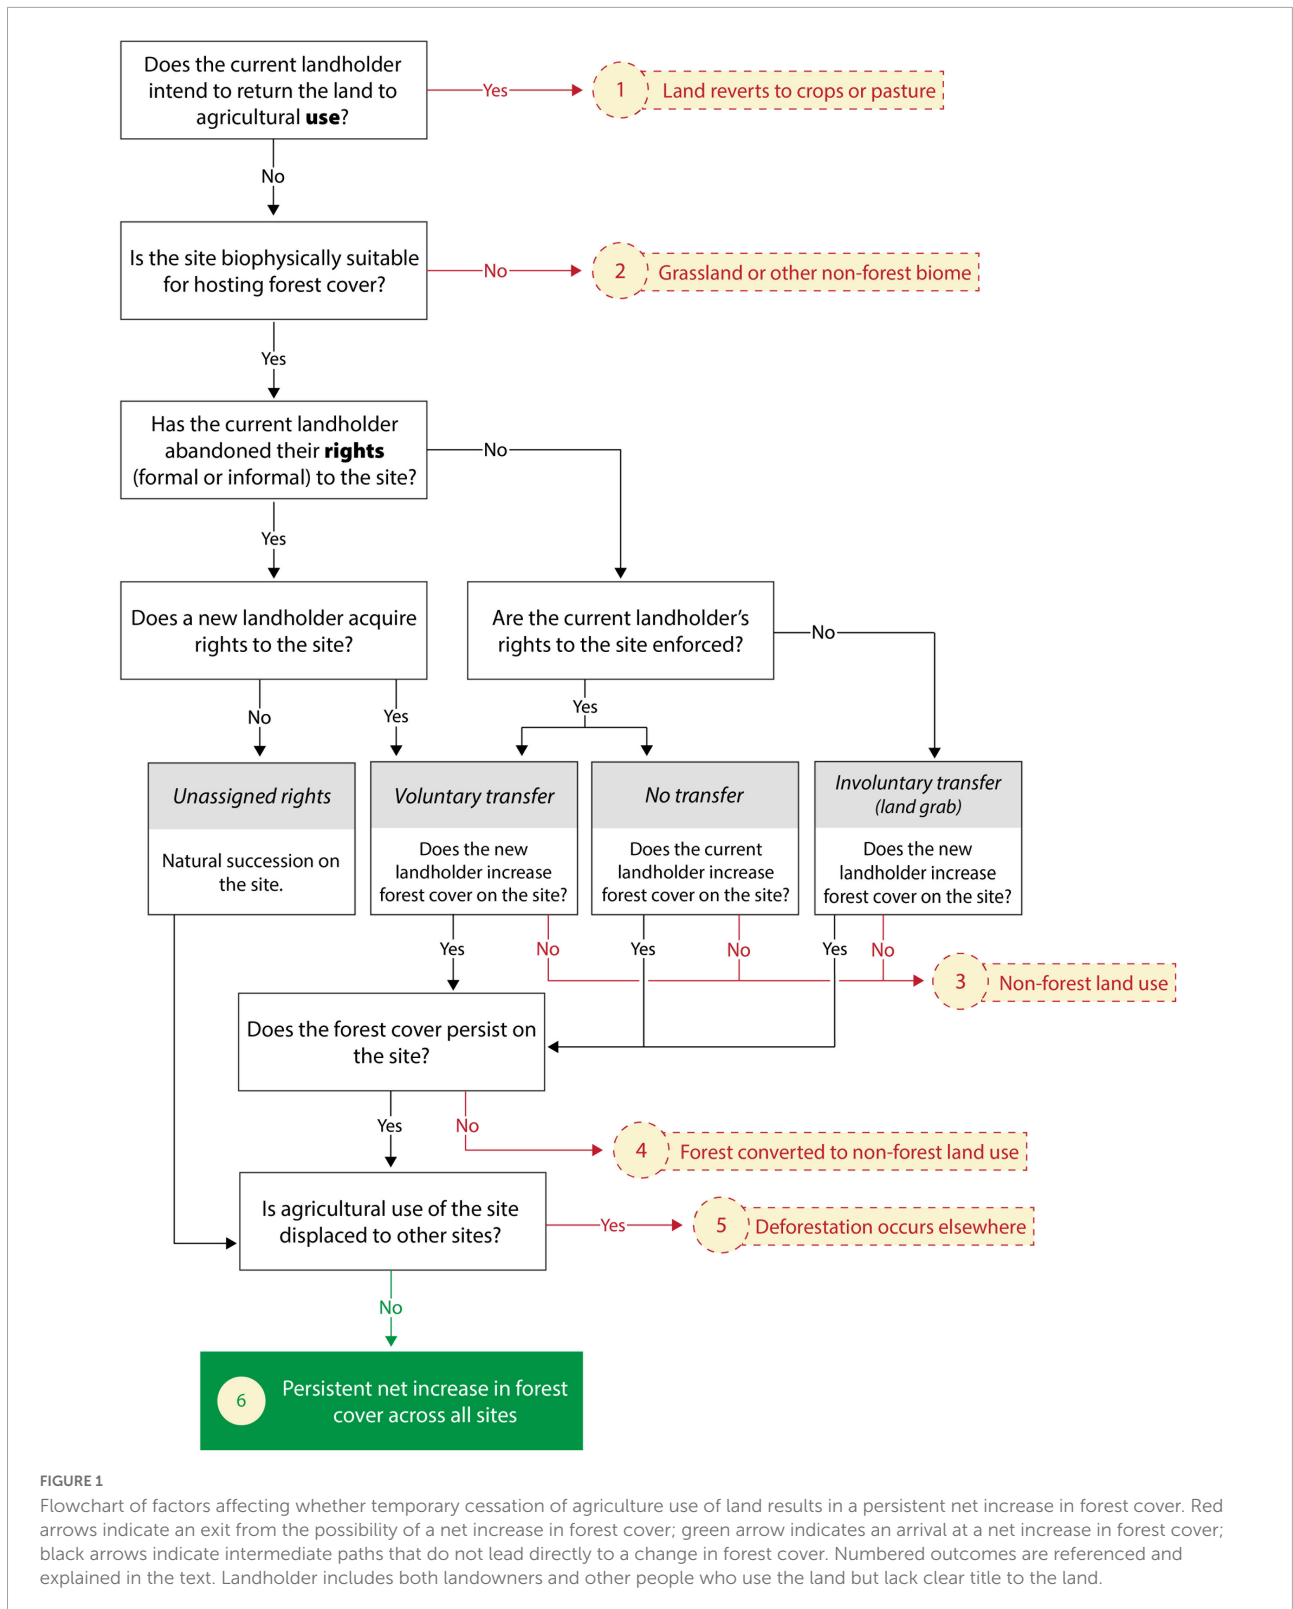 Does the current landholder
intend to return the land to
agricultural use?
Yes
1
Land reverts to crops or pasture
No
Is the site biophysically suitable
for hosting forest cover?
No
2
Grassland or other non-forest biome
Yes
Has the current landholder
abandoned their rights
(formal or informal) to the site?
No
Yes
Does a new landholder acquire
rights to the site?
Are the current landholder's
rights to the site enforced?
No
No
Yes
Yes
Unassigned rights
Natural succession on
the site.
Voluntary transfer
Does the new
landholder increase
forest cover on the site?
No transfer
Does the current
landholder increase
forest cover on the site?
Involuntary transfer
(land grab)
Does the new
landholder increase
forest cover on the site?
Yes
No
Yes
No
Yes
No
3
Non-forest land use
Does the forest cover persist on
the site?
Yes
No
4
Forest converted to non-forest land use
Is agricultural use of the site
displaced to other sites?
Yes
5
Deforestation occurs elsewhere
No
6
Persistent net increase in forest
cover across all sites
FIGURE 1
Flowchart of factors affecting whether temporary cessation of agriculture use of land results in a persistent net increase in forest cover. Red
arrows indicate an exit from the possibility of a net increase in forest cover; green arrow indicates an arrival at a net increase in forest cover;
black arrows indicate intermediate paths that do not lead directly to a change in forest cover. Numbered outcomes are referenced and
explained in the text. Landholder includes both landowners and other people who use the land but lack clear title to the land.